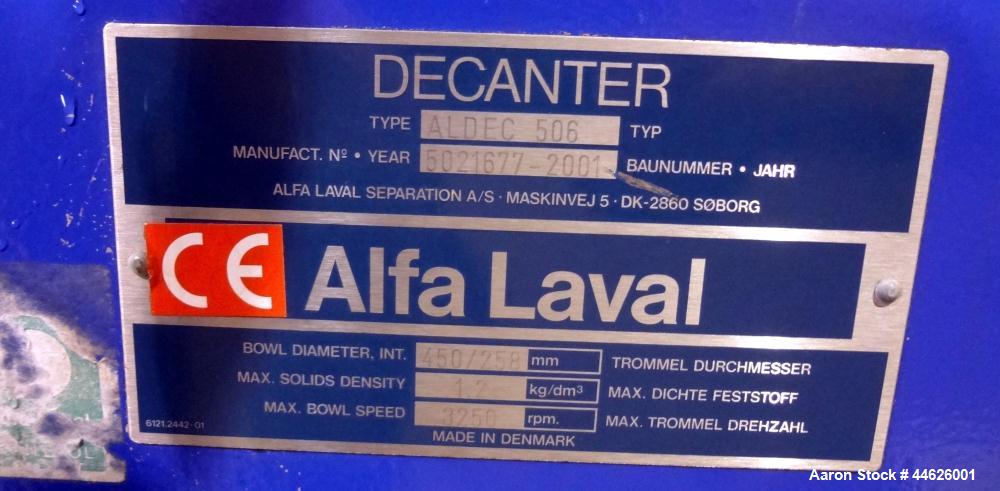 DECANTER
TYPE ALDEC 506 TYP
MANUFACT. Nº • YEAR 5021677-2001 BAUNUMMER • JAHR
ALFA LAVAL SEPARATION A/S · MASKINVEJ 5 · DK-2860 SØBORG
CE Alfa Laval
BOWL DIAMETER, INT. 450/258 mm TROMMEL DURCHMESSER
MAX. SOLIDS DENSITY 1,2 kg/dm³ MAX. DICHTE FESTSTOFF
MAX. BOWL SPEED 3250 rpm. MAX. TROMMEL DREHZAHL
6121.2442-01
MADE IN DENMARK
Aaron Stock # 44626001